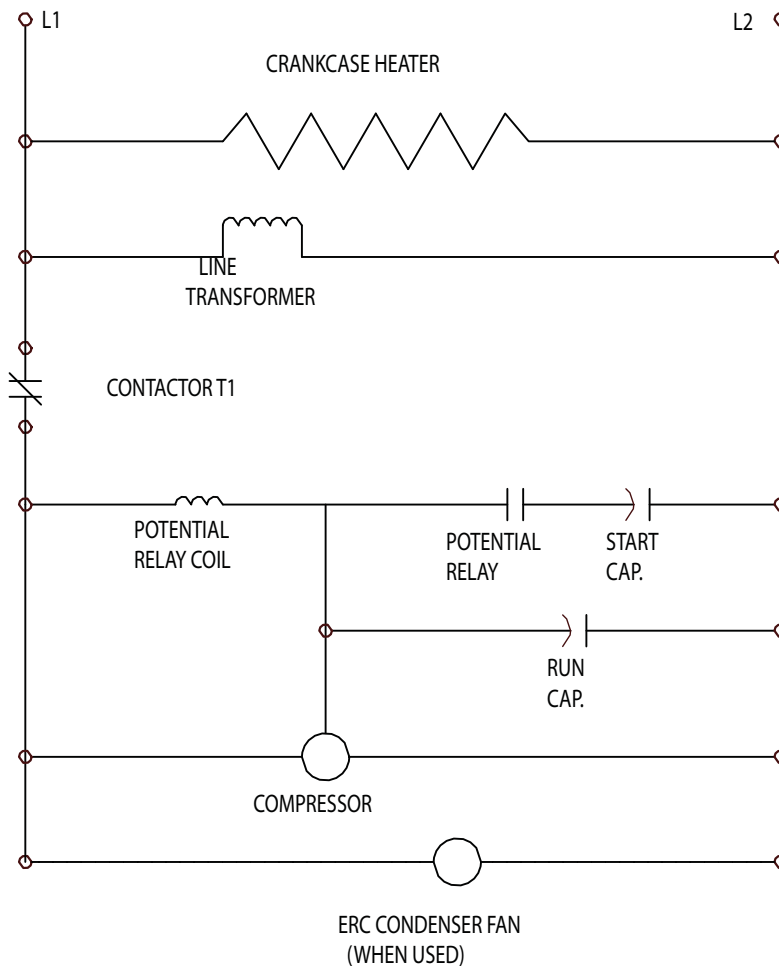 L1
L2
CRANKCASE HEATER
LINE
TRANSFORMER
CONTACTOR T1
POTENTIAL
RELAY COIL
POTENTIAL
RELAY
START
CAP.
RUN
CAP.
COMPRESSOR
ERC CONDENSER FAN
(WHEN USED)